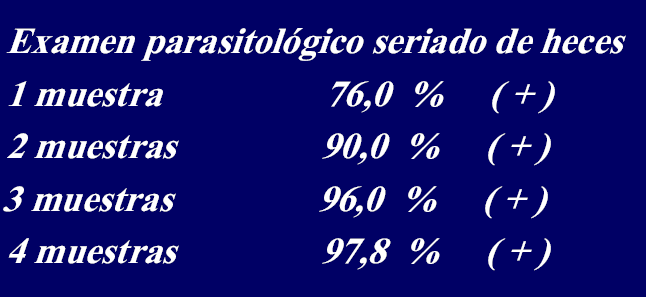 Examen parasitológico seriado de heces
1 muestra 76,0 % (+)
2 muestras 90,0 % (+)
3 muestras 96,0 % (+)
4 muestras 97,8 % (+)